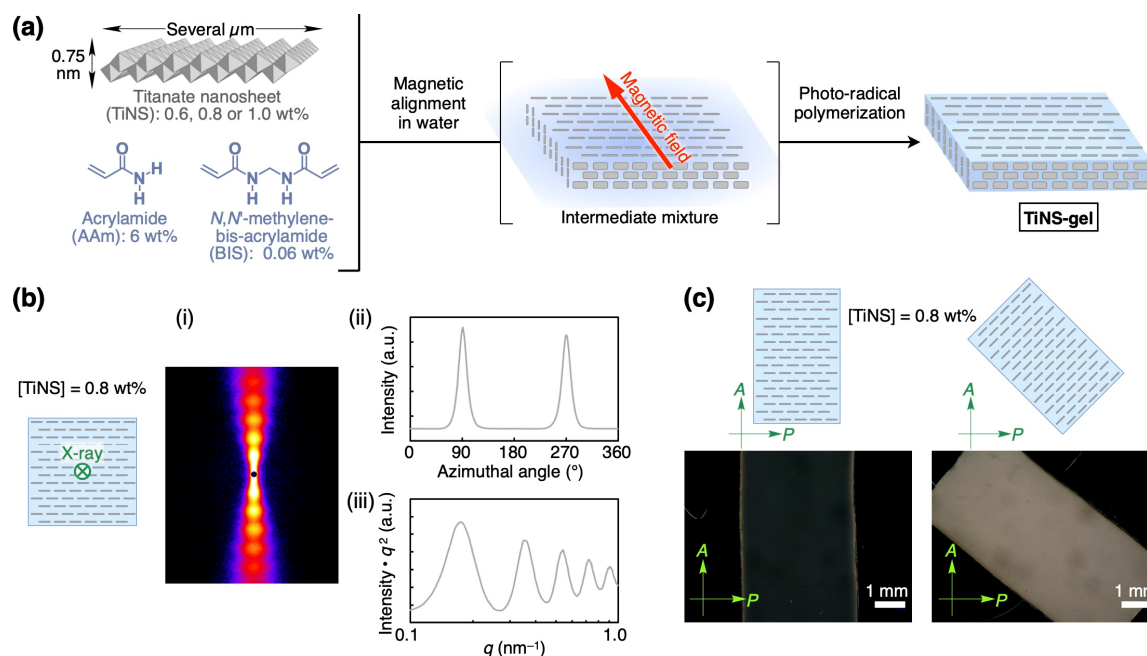 (a)
Several µm
0.75
nm
Titanate nanosheet
(TiNS): 0.6, 0.8 or 1.0 wt%
O
N
H
H
Acrylamide
(AAm): 6 wt%
O
O
N
N
H
H
N,N'-methylene-
bis-acrylamide
(BIS): 0.06 wt%
Magnetic
alignment
in water
Magnetic field
Intermediate mixture
Photo-radical
polymerization
TiNS-gel
(b)
[TiNS] = 0.8 wt%
X-ray
(i)
(ii)
Intensity (a.u.)
0 90 180 270 360
Azimuthal angle (°)
(iii)
Intensity • q² (a.u.)
0.1 1.0
q (nm⁻¹)
(c)
[TiNS] = 0.8 wt%
A
P
A
P
A
P
1 mm
A
P
1 mm